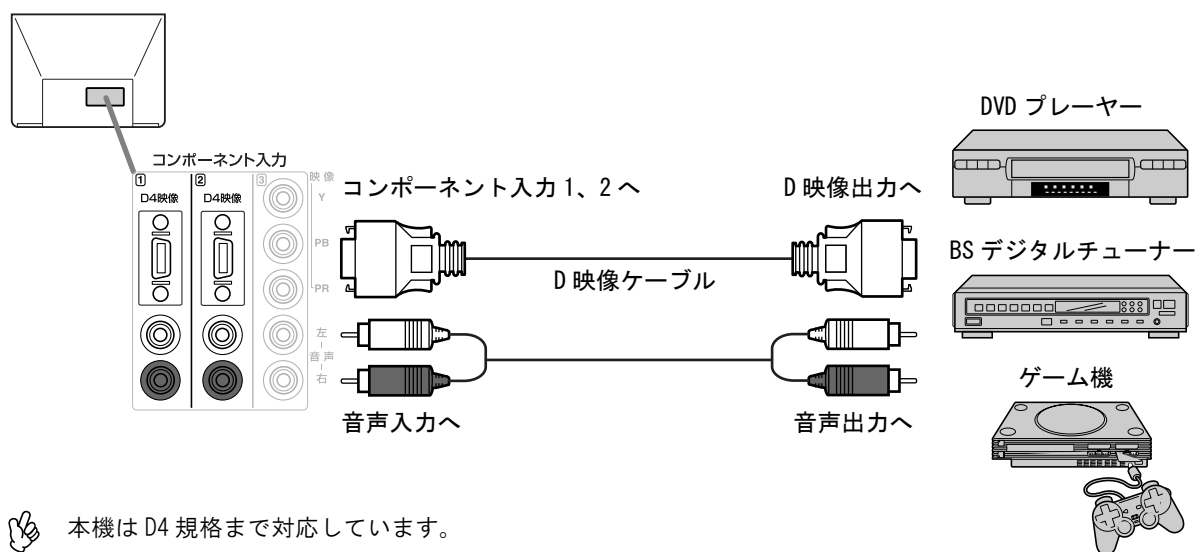 コンポーネント入力
1
2
3
D4映像
D4映像
映像
Y
PB
PR
左
音声
右
コンポーネント入力 1、2 へ
D 映像出力へ
D 映像ケーブル
音声入力へ
音声出力へ
DVD プレーヤー
BS デジタルチューナー
ゲーム機
本機は D4 規格まで対応しています。